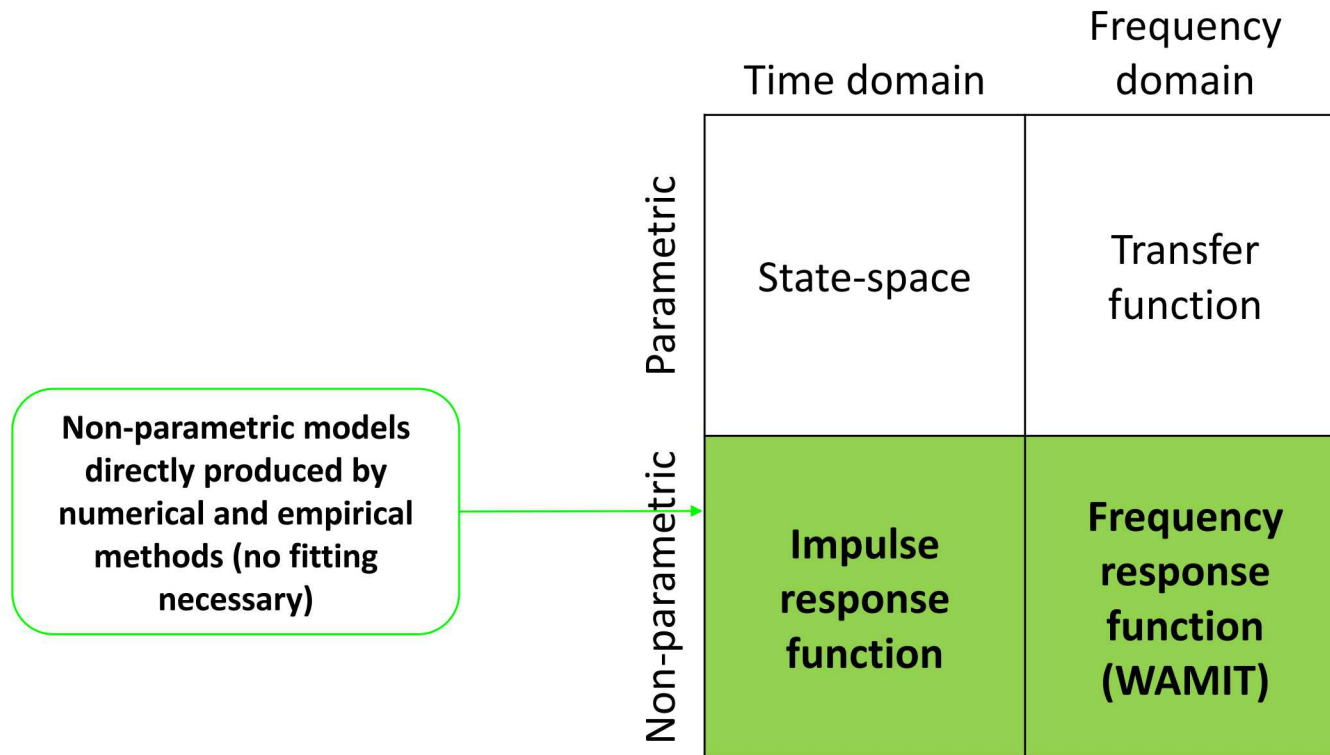 Time domain
Frequency
domain
Parametric
State-space
Transfer
function
Non-parametric models
directly produced by
numerical and empirical
methods (no fitting
necessary)
Non-parametric
Impulse
response
function
Frequency
response
function
(WAMIT)